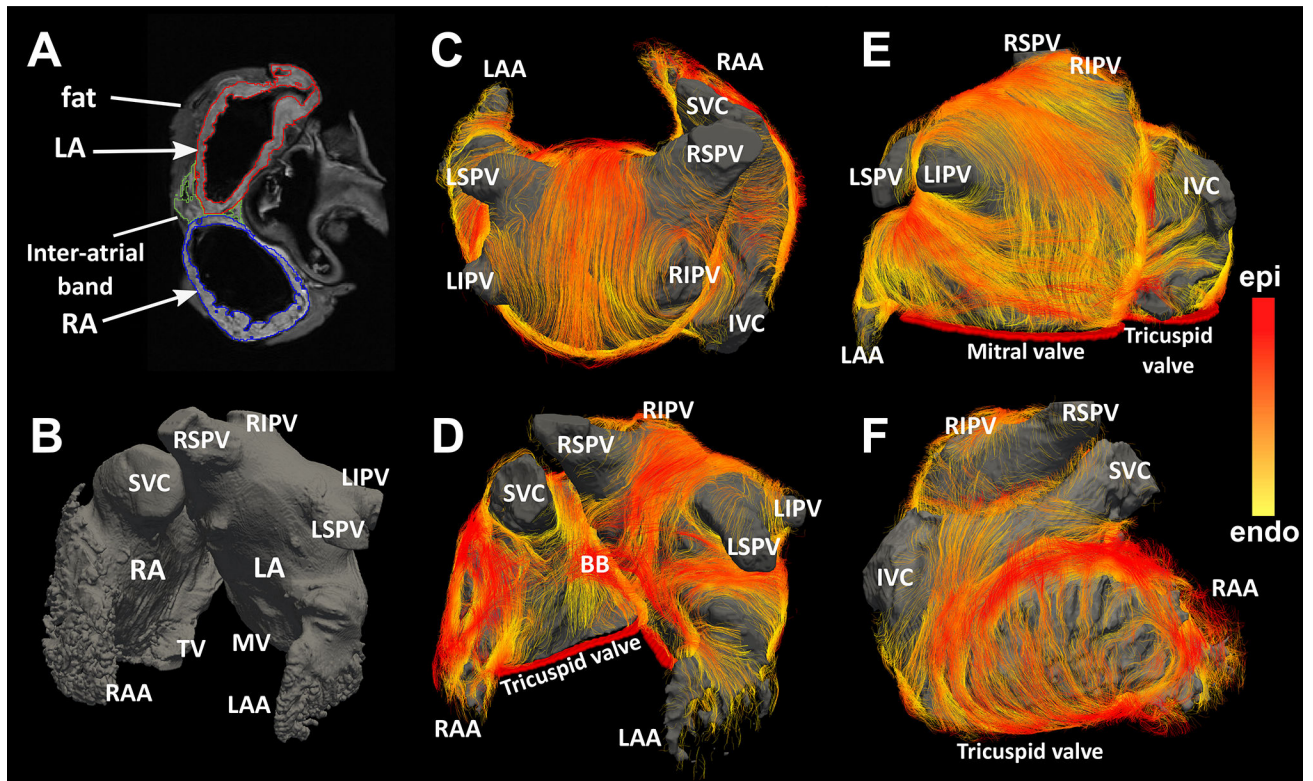 A
fat
LA
Inter-atrial
band
RA
B
RIPV
RSPV
SVC
LIPV
LSPV
RA
LA
TV
MV
RAA
LAA
C
LAA
RAA
SVC
RSPV
LSPV
LIPV
RIPV
IVC
D
RIPV
RSPV
SVC
LIPV
LSPV
BB
Tricuspid valve
RAA
LAA
E
RSPV
RIPV
LSPV
LIPV
IVC
LAA
Mitral valve
Tricuspid
valve
F
RIPV
RSPV
SVC
IVC
RAA
Tricuspid valve
epi
endo